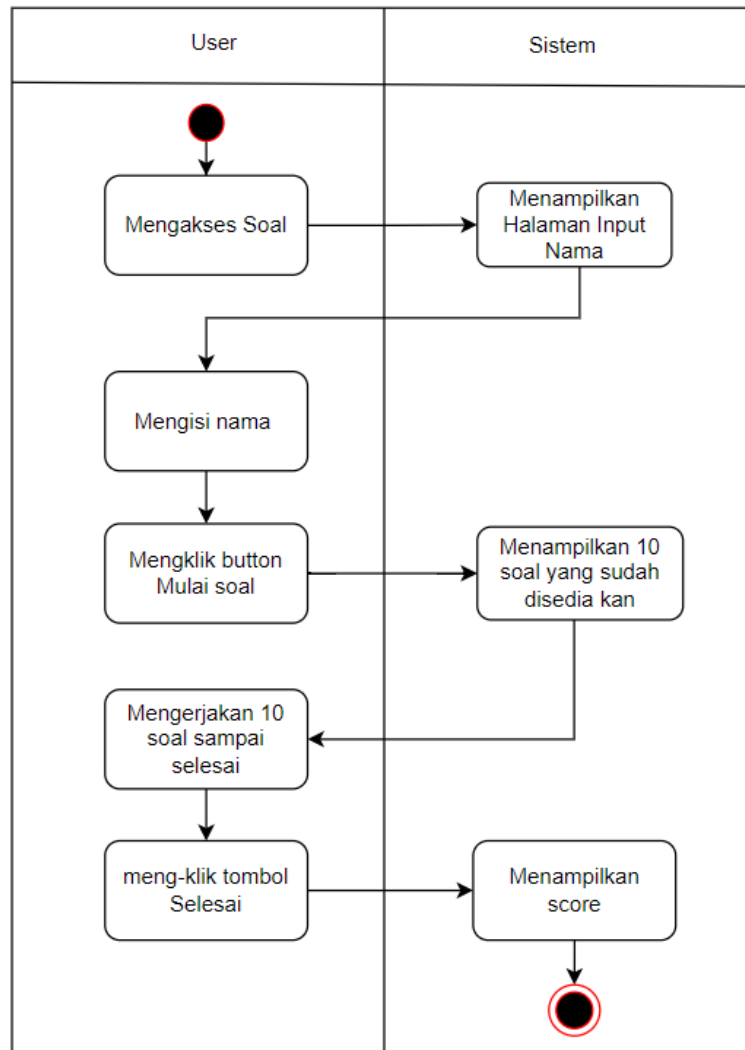 User
Sistem
Mengakses Soal
Menampilkan
Halaman Input
Nama
Mengisi nama
Mengklik button
Mulai soal
Menampilkan 10
soal yang sudah
disedia kan
Mengerjakan 10
soal sampai
selesai
meng-klik tombol
Selesai
Menampilkan
score